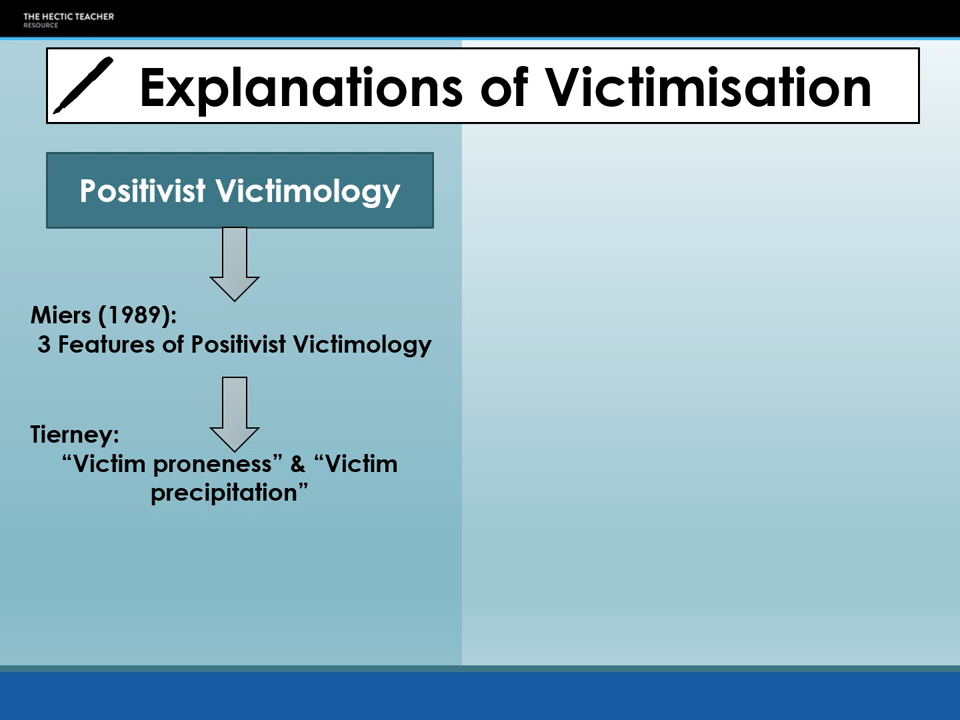 THE HECTIC TEACHER
RESOURCE
Explanations of Victimisation
Positivist Victimology
Miers (1989):
3 Features of Positivist Victimology
Tierney:
“Victim proneness” & “Victim
precipitation”